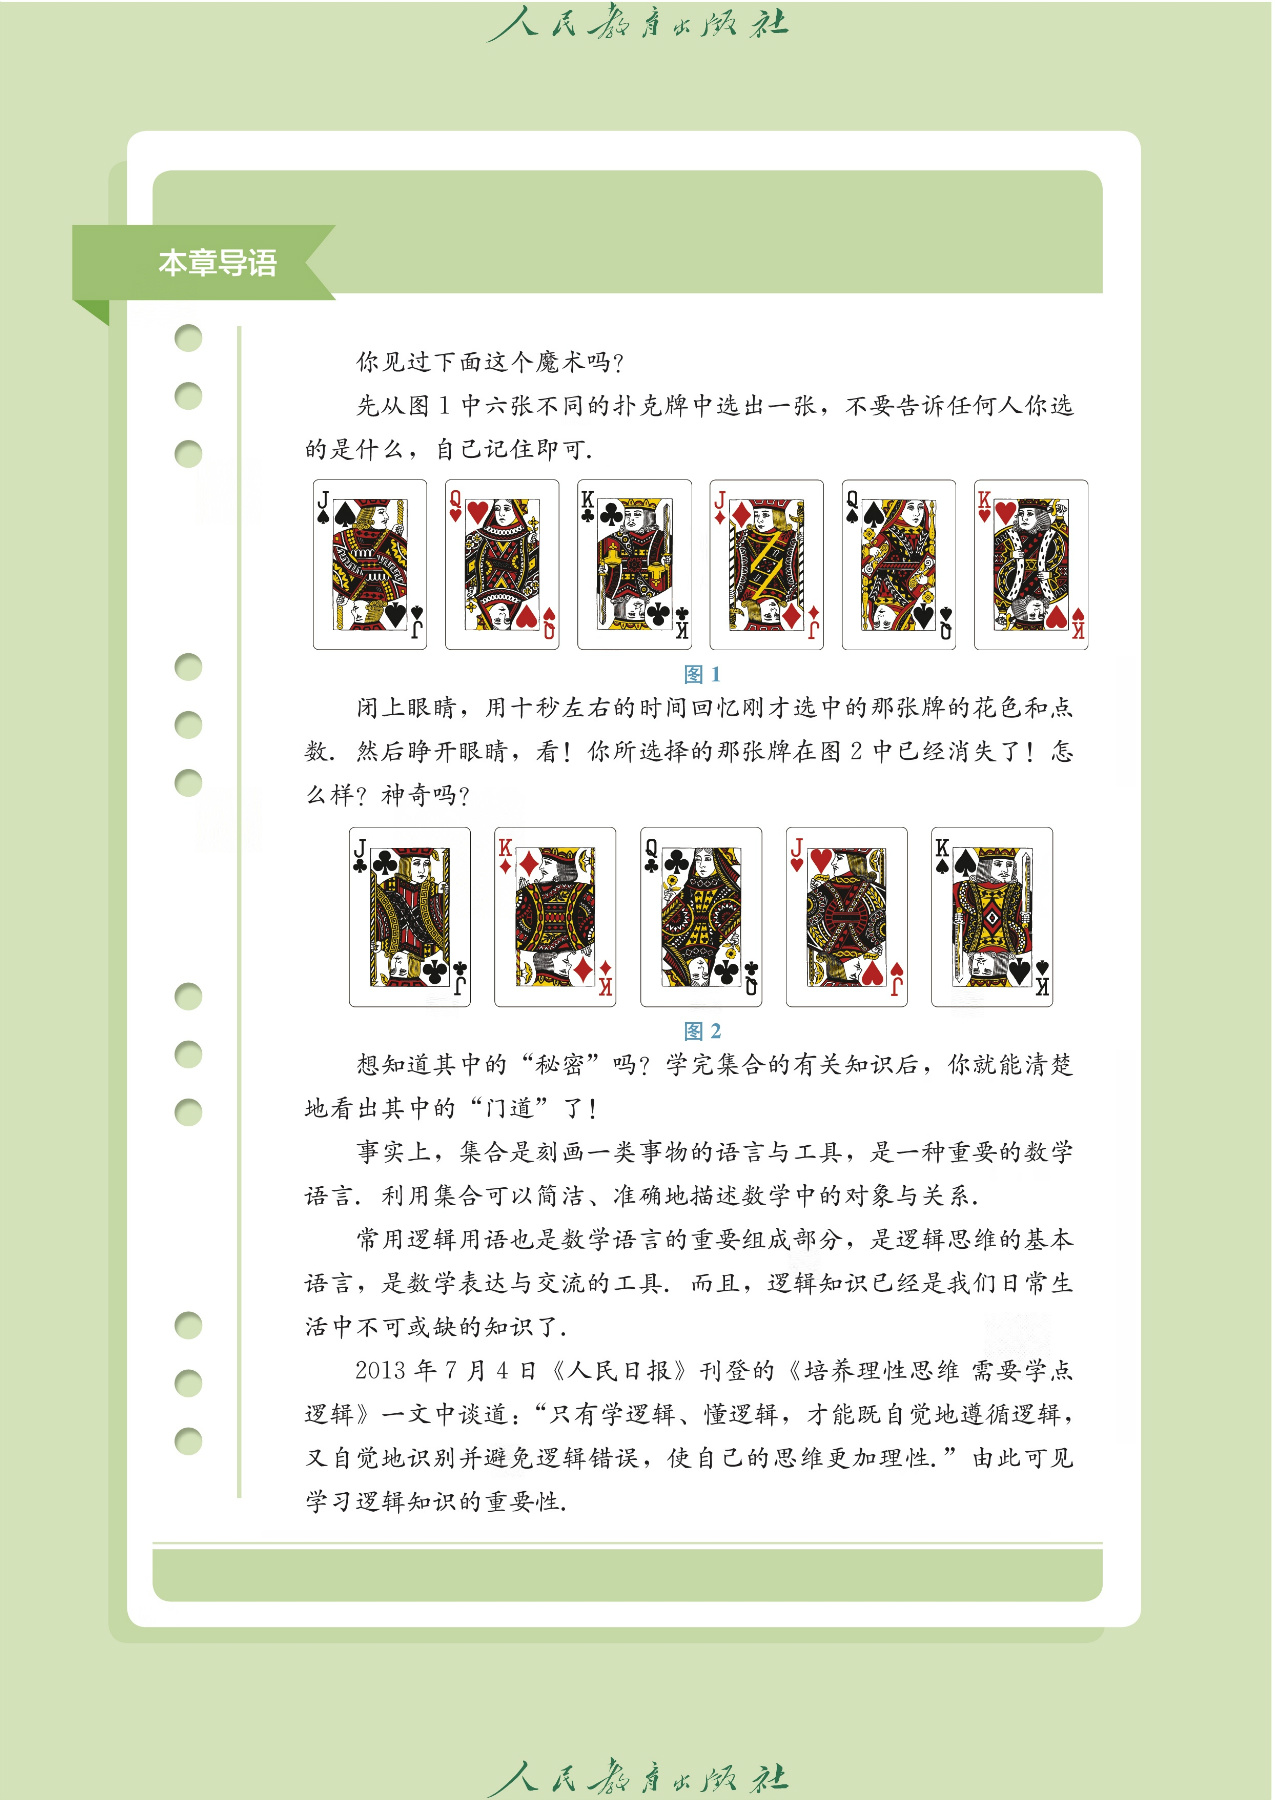 人民教育出版社
本章导语
你见过下面这个魔术吗？
先从图 1 中六张不同的扑克牌中选出一张，不要告诉任何人你选
的是什么，自己记住即可．
J Q K J Q K
J Q K J Q K
图 1
闭上眼睛，用十秒左右的时间回忆刚才选中的那张牌的花色和点
数．然后睁开眼睛，看！你所选择的那张牌在图 2 中已经消失了！怎
么样？神奇吗？
J K Q J K
J K Q J K
图 2
想知道其中的“秘密”吗？学完集合的有关知识后，你就能清楚
地看出其中的“门道”了！
事实上，集合是刻画一类事物的语言与工具，是一种重要的数学
语言．利用集合可以简洁、准确地描述数学中的对象与关系．
常用逻辑用语也是数学语言的重要组成部分，是逻辑思维的基本
语言，是数学表达与交流的工具．而且，逻辑知识已经是我们日常生
活中不可或缺的知识了．
2013 年 7 月 4 日《人民日报》刊登的《培养理性思维 需要学点
逻辑》一文中谈道：“只有学逻辑、懂逻辑，才能既自觉地遵循逻辑，
又自觉地识别并避免逻辑错误，使自己的思维更加理性．”由此可见
学习逻辑知识的重要性．
人民教育出版社